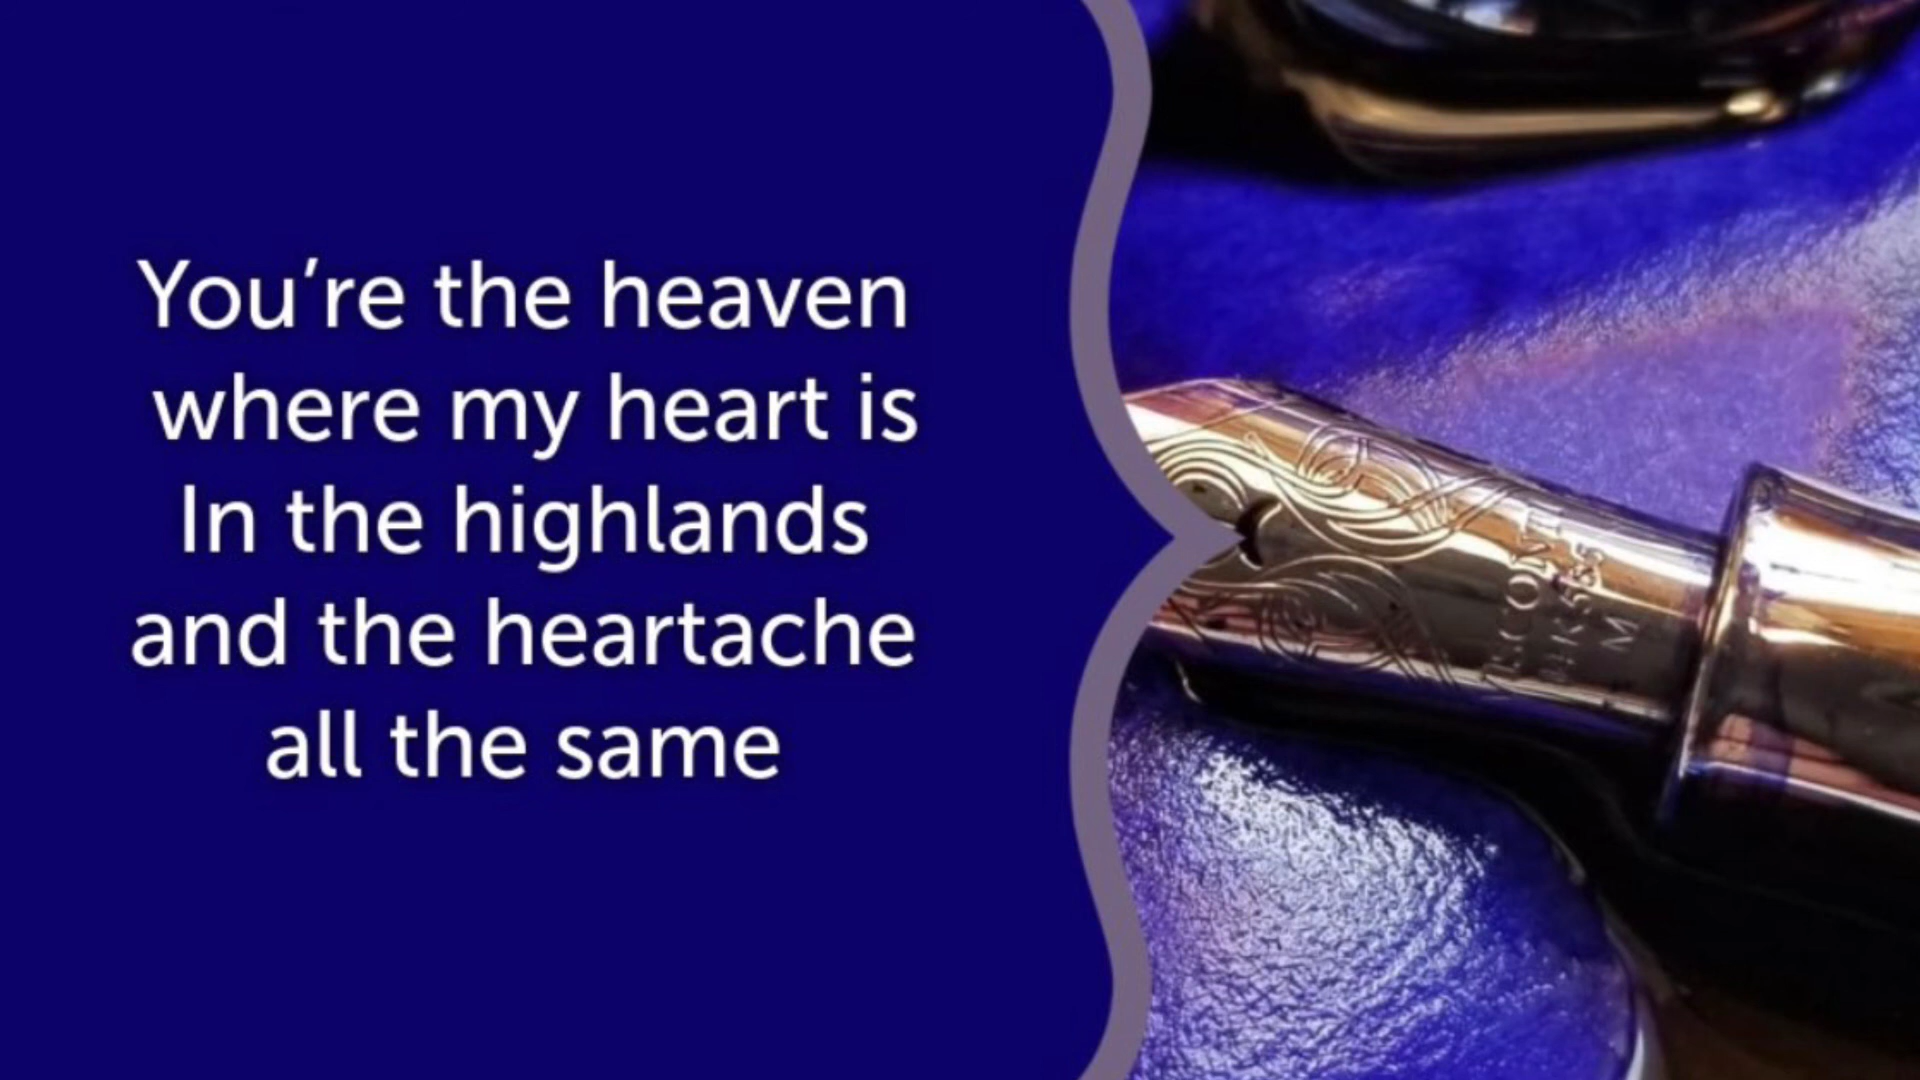 You’re the heaven
where my heart is
In the highlands
and the heartache
all the same
M